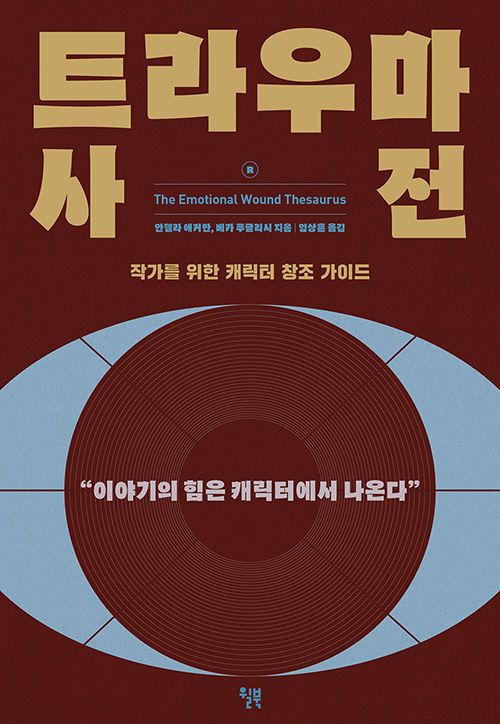 트라우마
사전
R
The Emotional Wound Thesaurus
안젤라 애커만, 베카 푸글리시 지음 | 임상훈 옮김
작가를 위한 캐릭터 창조 가이드
“이야기의 힘은 캐릭터에서 나온다”
윌북